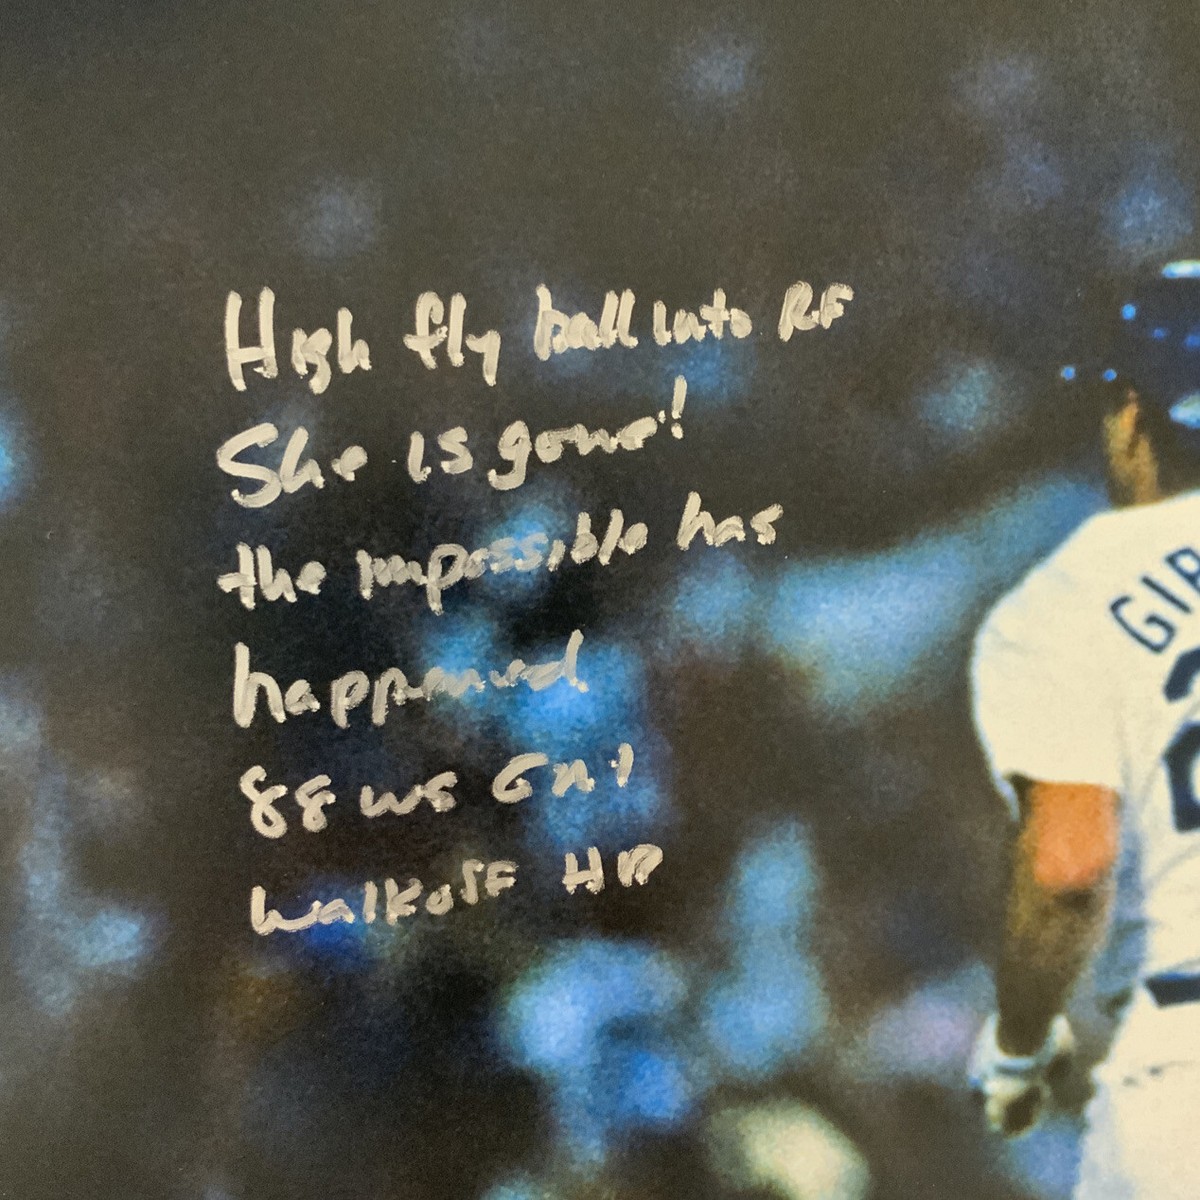 High fly ball into RF
She is gone!
the impossible has
happened
88 WS Gm 1
Walkoff HR
GIB
2